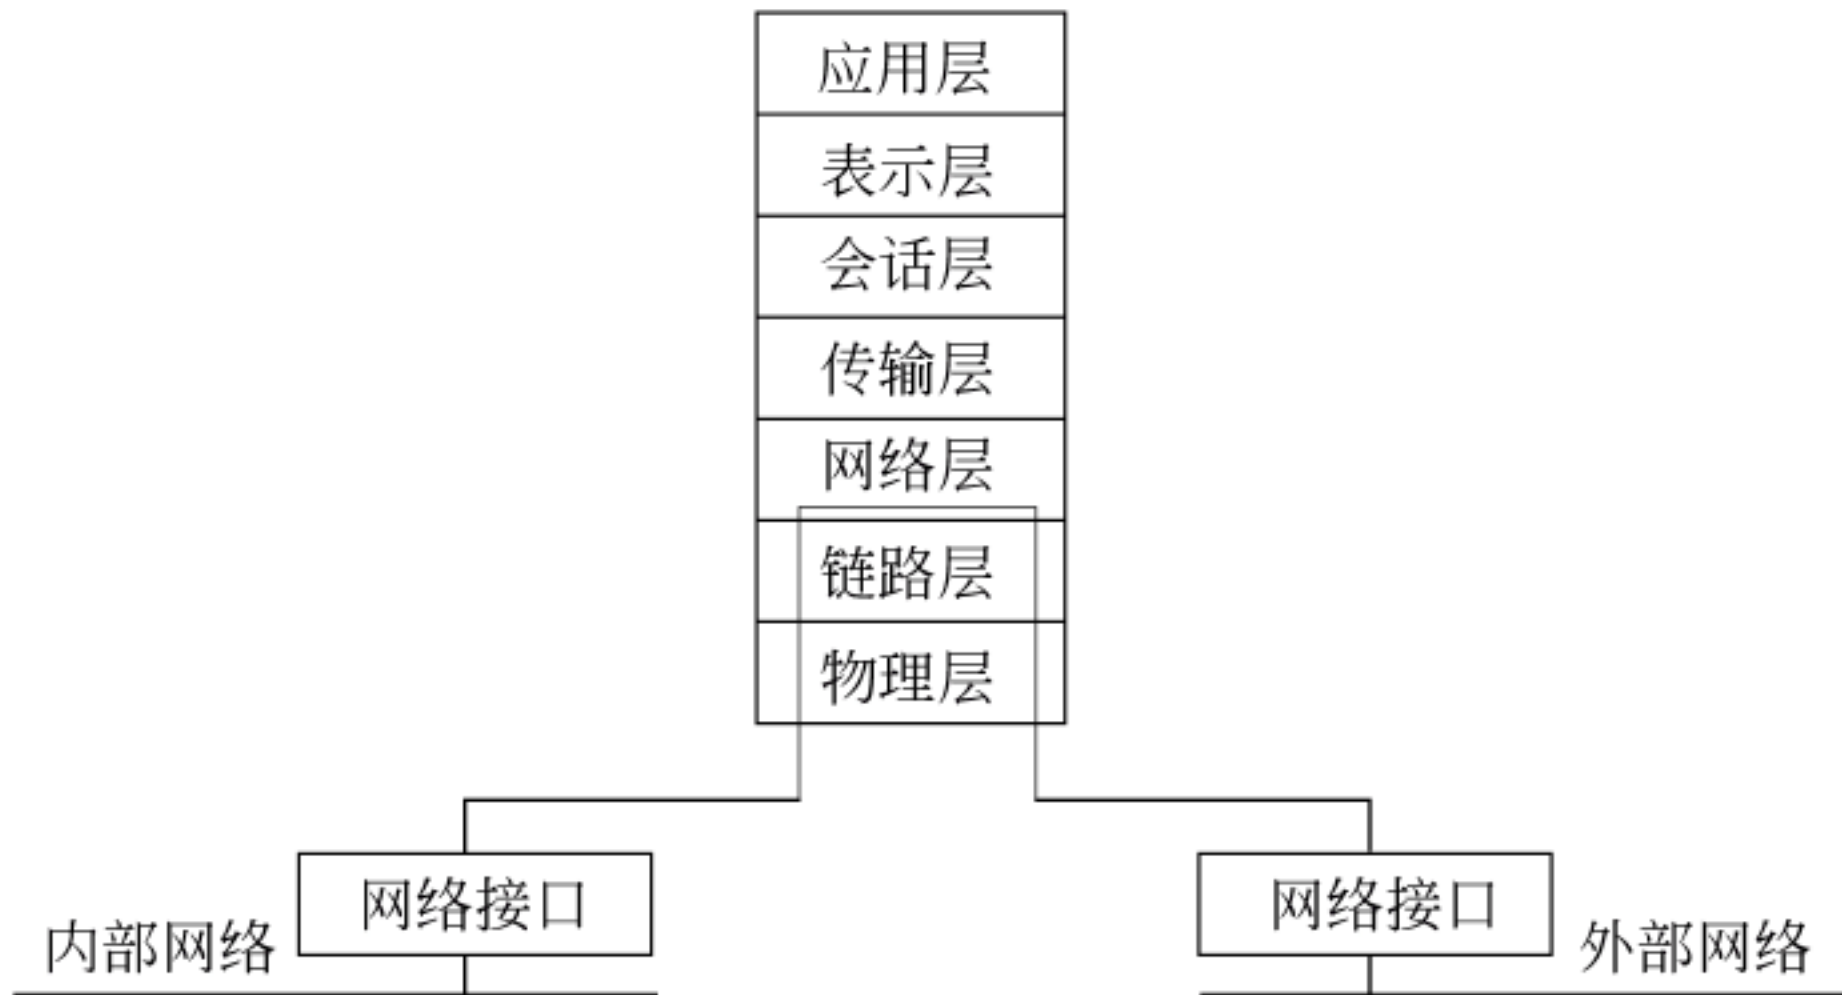 应用层
表示层
会话层
传输层
网络层
链路层
物理层
网络接口
网络接口
内部网络
外部网络